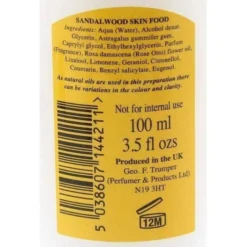 SANDALWOOD SKIN FOOD
Ingredients: Aqua (Water), Alcohol denat.
Glycerin, Astragalus gummifer gum,
Caprylyl glycol, Ethylhexylglycerin, Parfum
(Fragrance), Rosa damascena (Rose Otto) flower oil,
Linalool, Limonene, Geraniol, Citronellol,
Coumarin, Benzyl salicylate, Eugenol.
As natural oils are used in this preparation there
can be variations in the colour and clarity.
Not for internal use
100 ml
3.5 fl ozs
Produced in the UK
Geo. F. Trumper
(Perfumer & Products Ltd)
N19 3HT
12M
5 038607 144211 >